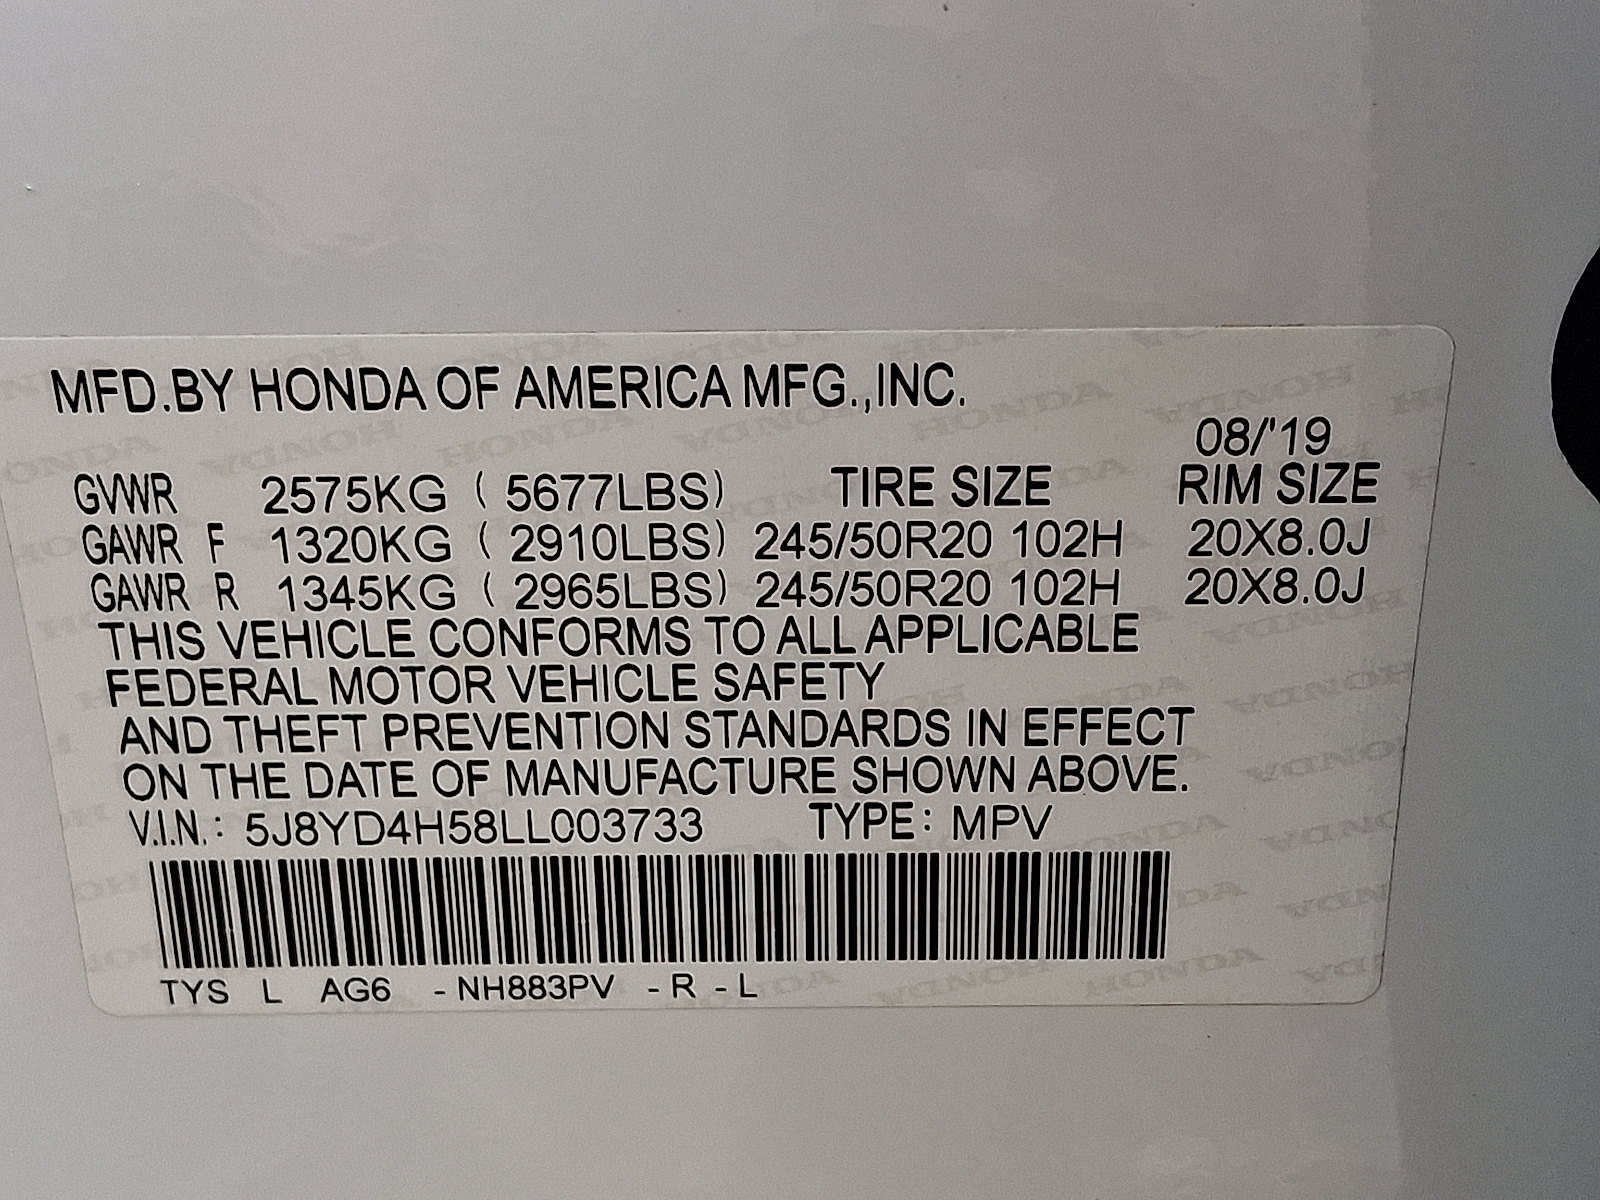 MFD.BY HONDA OF AMERICA MFG.,INC.
08/'19
GVWR 2575KG ( 5677LBS) TIRE SIZE RIM SIZE
GAWR F 1320KG ( 2910LBS) 245/50R20 102H 20X8.0J
GAWR R 1345KG ( 2965LBS) 245/50R20 102H 20X8.0J
THIS VEHICLE CONFORMS TO ALL APPLICABLE
FEDERAL MOTOR VEHICLE SAFETY
AND THEFT PREVENTION STANDARDS IN EFFECT
ON THE DATE OF MANUFACTURE SHOWN ABOVE.
V.I.N.: 5J8YD4H58LL003733 TYPE: MPV
TYS L AG6 -NH883PV -R -L